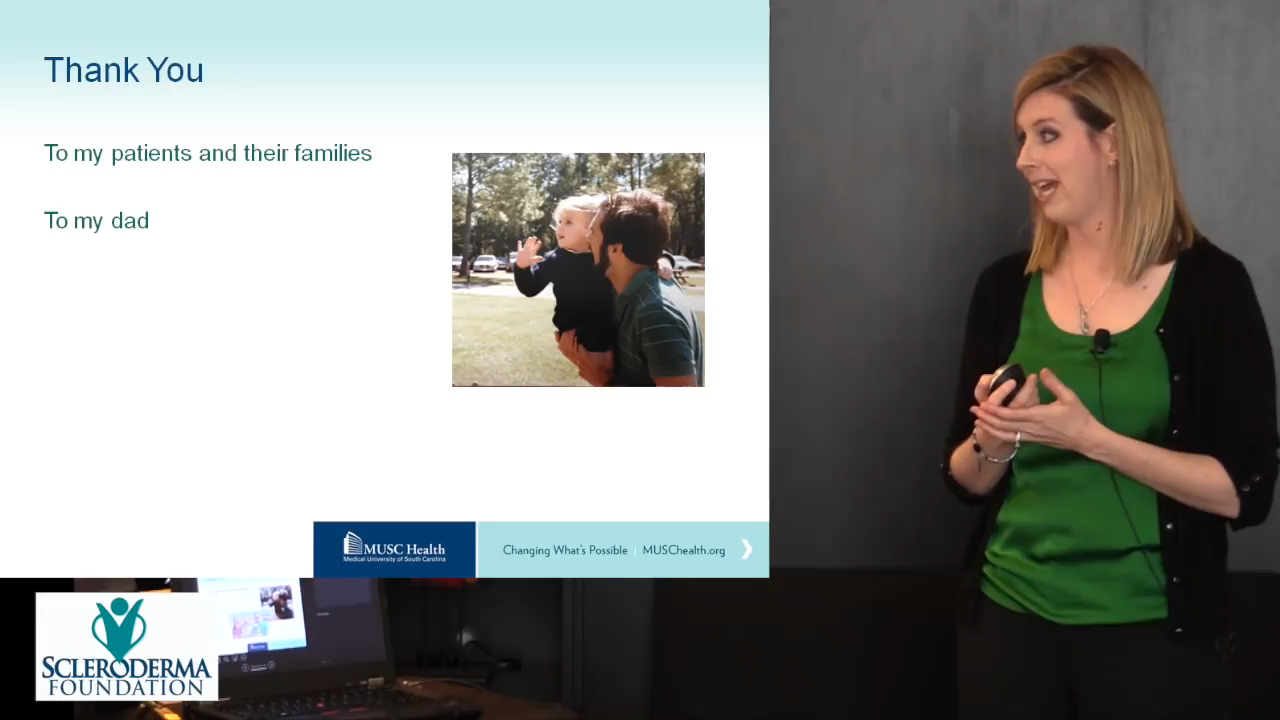 Thank You
To my patients and their families
To my dad
MUSC Health
Medical University of South Carolina
Changing What's Possible | MUSChealth.org
SCLERODERMA
FOUNDATION